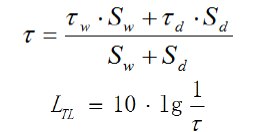 τ = (τ_w · S_w + τ_d · S_d) / (S_w + S_d)
L_TL = 10 · lg 1/τ